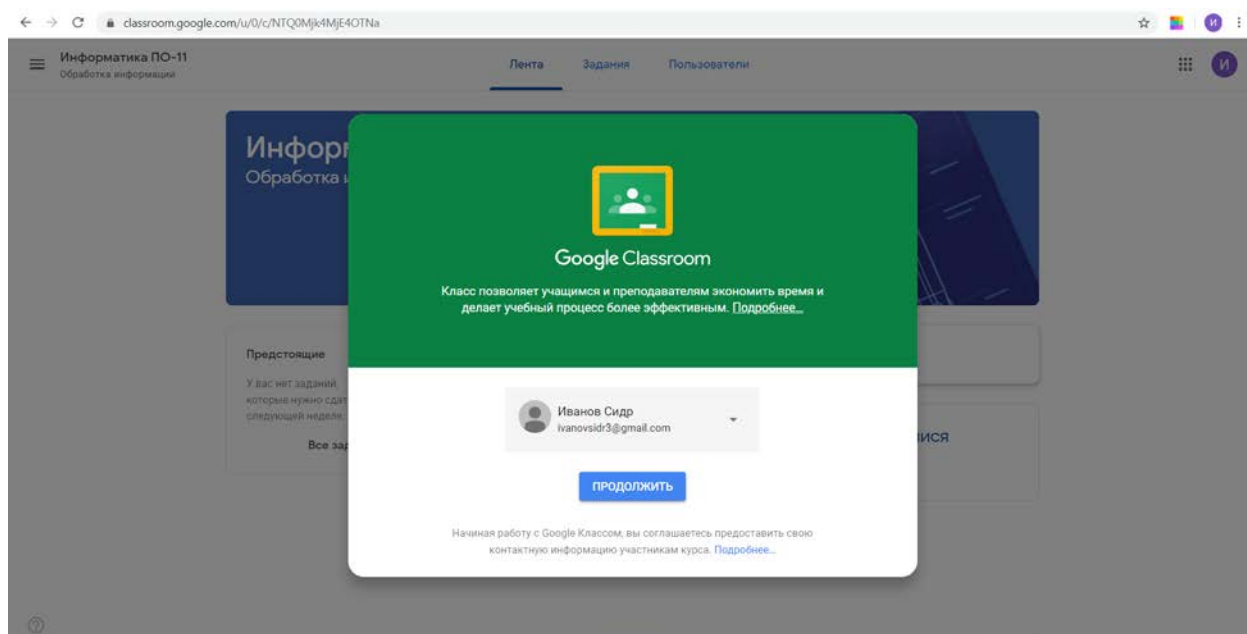 classroom.google.com/u/0/c/NTQ0Mjk4MjE4OTNa
И
Информатика ПО-11
Обработка информации
Лента Задания Пользователи
И
Инфор
Обработка и
Google Classroom
Класс позволяет учащимся и преподавателям экономить время и
делает учебный процесс более эффективным. Подробнее...
Предстоящие
У вас нет заданий,
которые нужно сдат
следующей неделе.
Все зад
Иванов Сидр
ivanovsidr3@gmail.com
ИСЯ
ПРОДОЛЖИТЬ
Начиная работу с Google Классом, вы соглашаетесь предоставить свою
контактную информацию участникам курса. Подробнее...